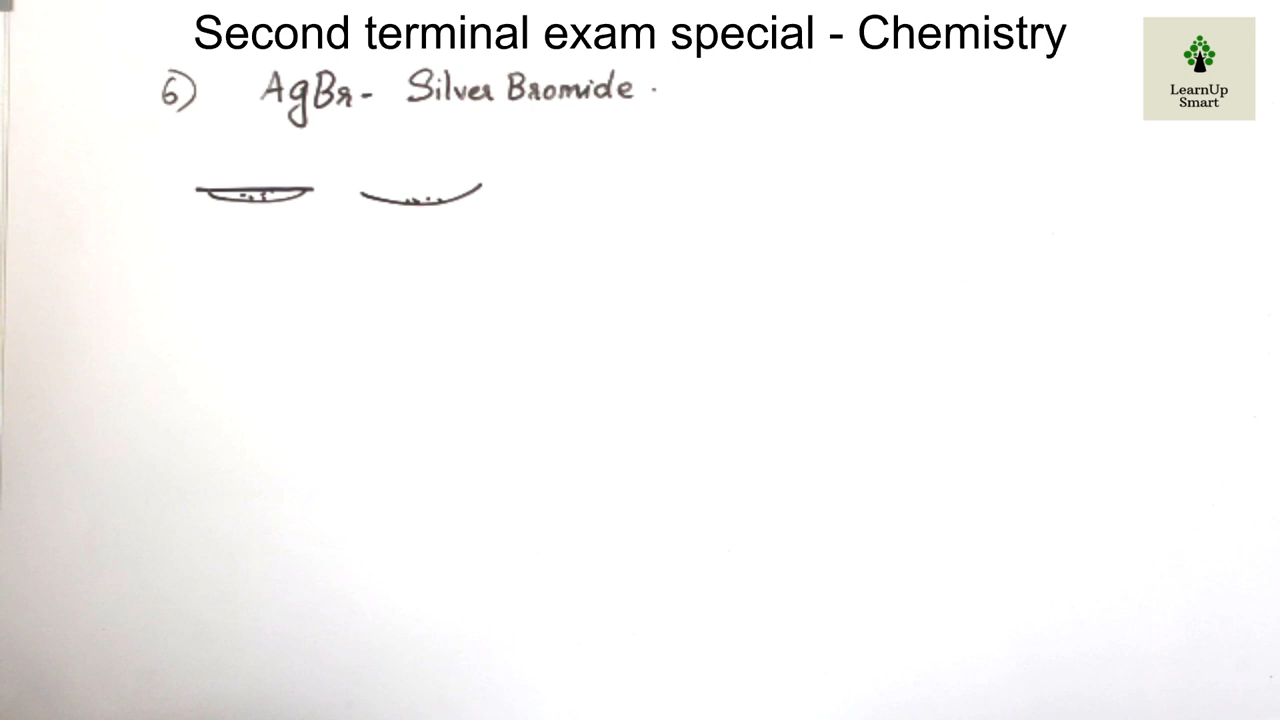 Second terminal exam special - Chemistry
LearnUp
Smart
6) AgBr - Silver Bromide.